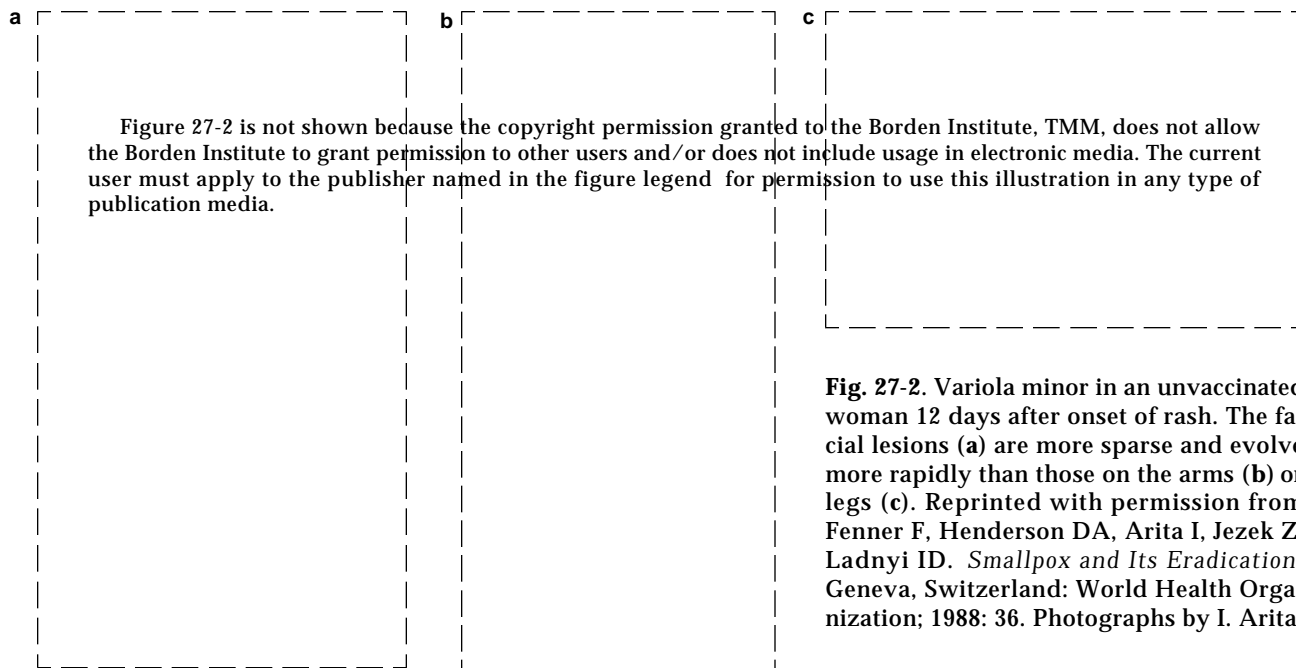 a
b
c
Figure 27-2 is not shown because the copyright permission granted to the Borden Institute, TMM, does not allow
the Borden Institute to grant permission to other users and/or does not include usage in electronic media. The current
user must apply to the publisher named in the figure legend for permission to use this illustration in any type of
publication media.
Fig. 27-2. Variola minor in an unvaccinated
woman 12 days after onset of rash. The fa
cial lesions (a) are more sparse and evolve
more rapidly than those on the arms (b) or
legs (c). Reprinted with permission from
Fenner F, Henderson DA, Arita I, Jezek Z
Ladnyi ID. Smallpox and Its Eradication
Geneva, Switzerland: World Health Orga
nization; 1988: 36. Photographs by I. Arita